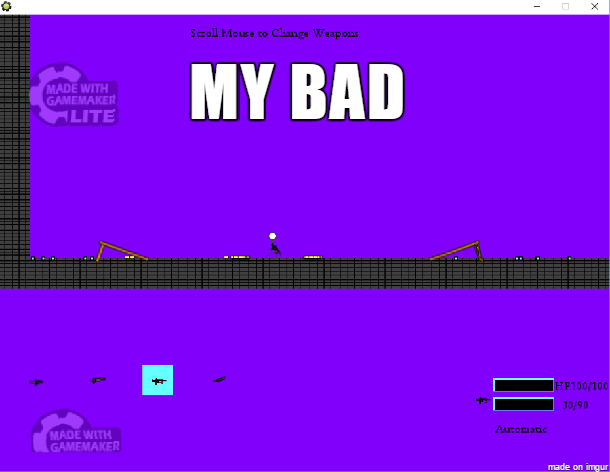 Scroll Mouse to Change Weapons
MADE WITH
GAMEMAKER
LITE
MY BAD
HP100/100
30/90
Automatic
MADE WITH
GAMEMAKER
made on imgur